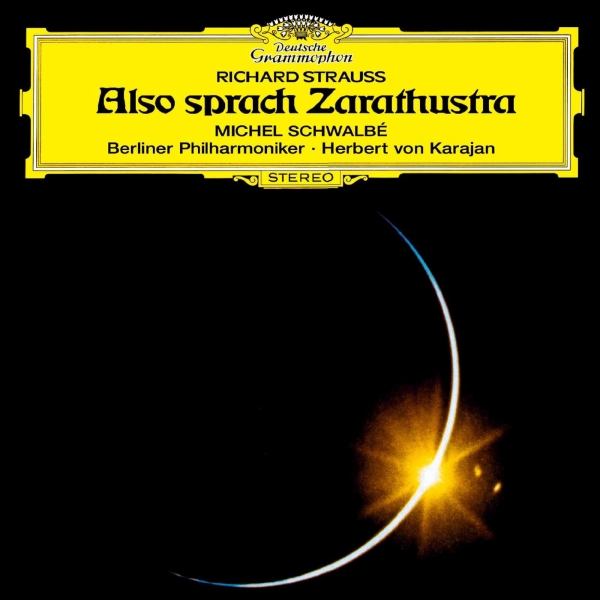 Deutsche
Grammophon
RICHARD STRAUSS
Also sprach Zarathustra
MICHEL SCHWALBÉ
Berliner Philharmoniker · Herbert von Karajan
STEREO